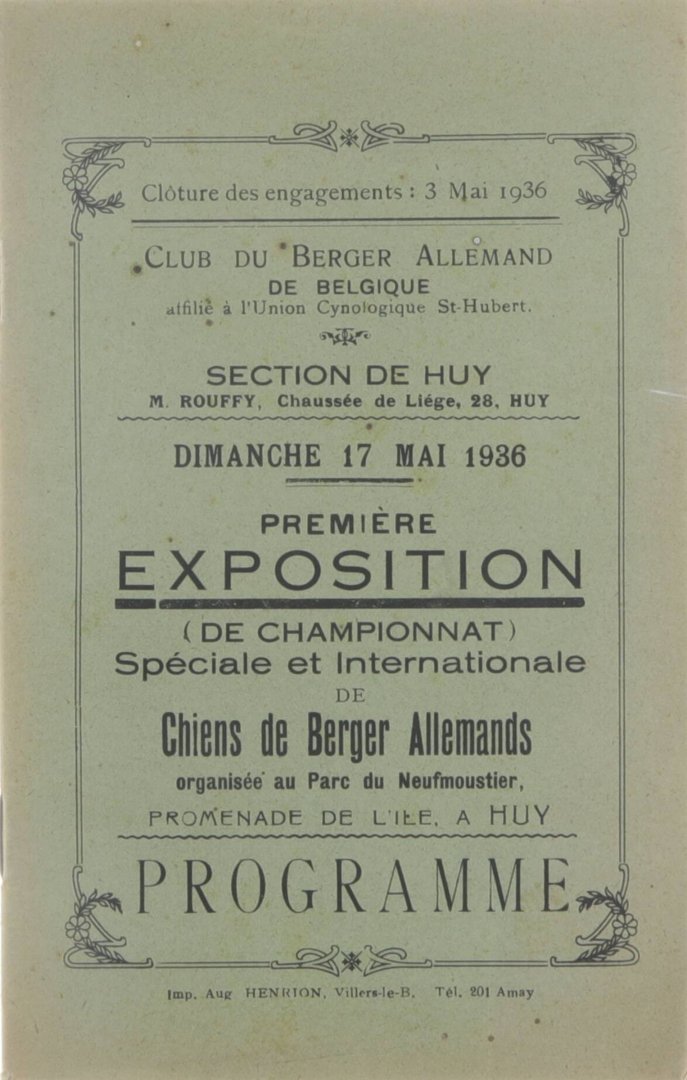 Clôture des engagements : 3 Mai 1936
CLUB DU BERGER ALLEMAND
DE BELGIQUE
affilié à l'Union Cynologique St-Hubert.
SECTION DE HUY
M. ROUFFY, Chaussée de Liége, 28, HUY
DIMANCHE 17 MAI 1936
PREMIÈRE
EXPOSITION
(DE CHAMPIONNAT)
Spéciale et Internationale
DE
Chiens de Berger Allemands
organisée au Parc du Neufmoustier,
PROMENADE DE L'ILE, A HUY
PROGRAMME
Imp. Aug HENRION, Villers-le-B. Tél. 201 Amay